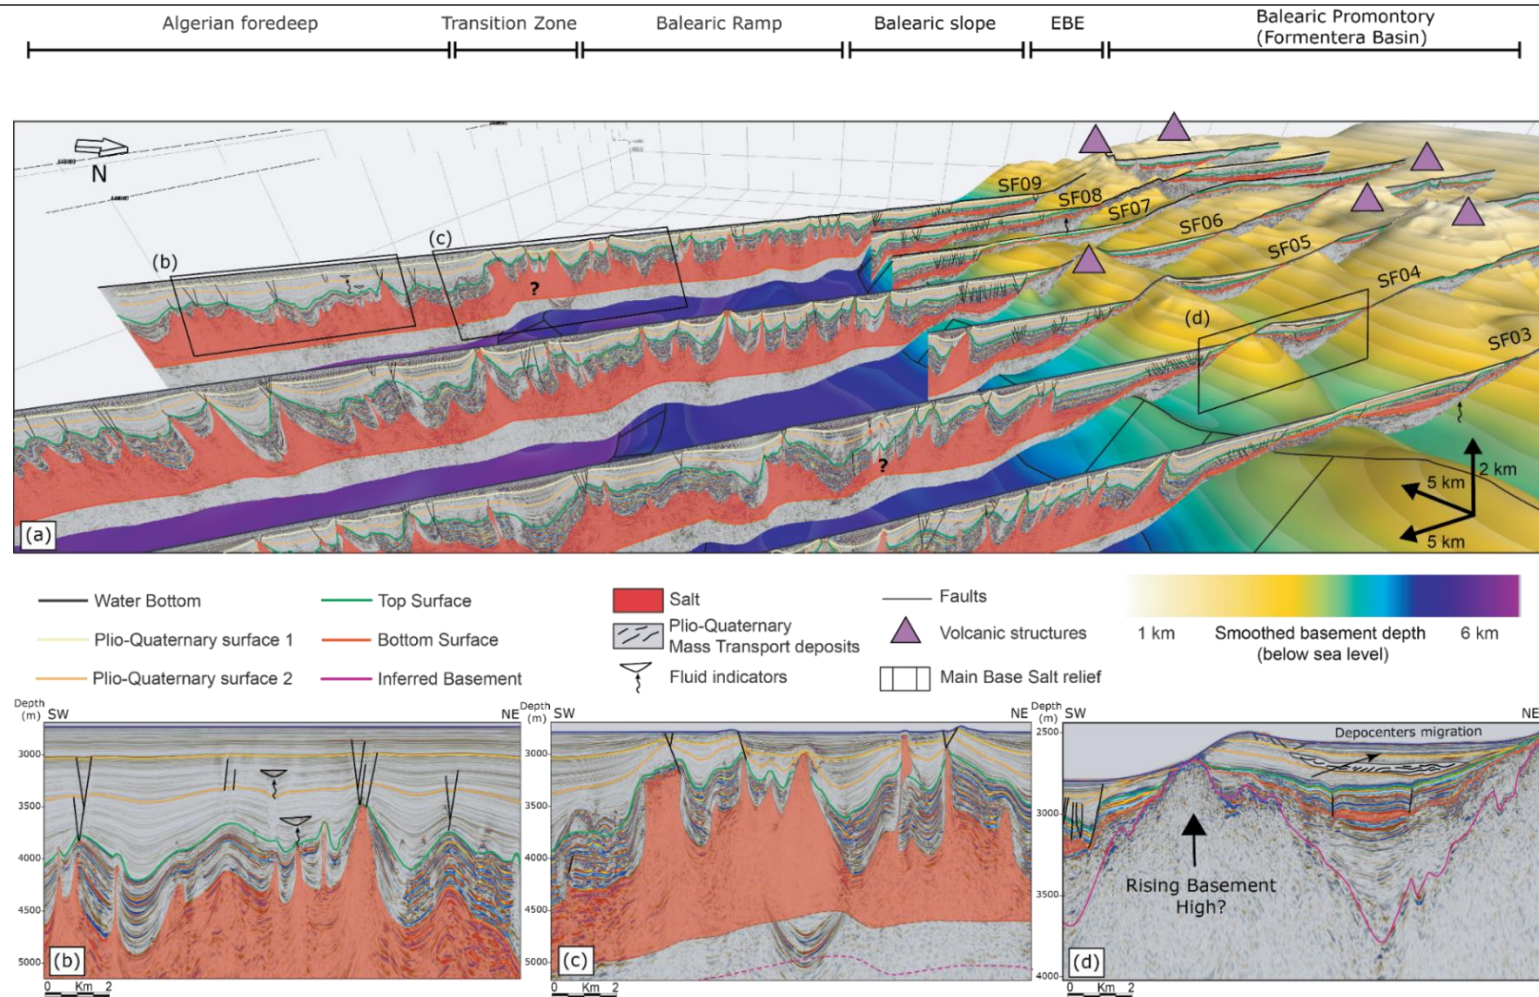 Algerian foredeep
Transition Zone
Balearic Ramp
Balearic slope
EBE
Balearic Promontory
(Formentera Basin)
N
(b)
(c)
?
SF09
SF08
SF07
SF06
SF05
SF04
SF03
(d)
?
2 km
5 km
5 km
(a)
Water Bottom
Plio-Quaternary surface 1
Plio-Quaternary surface 2
Top Surface
Bottom Surface
Inferred Basement
Salt
Plio-Quaternary
Mass Transport deposits
Fluid indicators
Faults
Volcanic structures
Main Base Salt relief
1 km
Smoothed basement depth
(below sea level)
6 km
Depth
(m)
SW
NE
3000
3500
4000
4500
5000
(b)
0 Km 2
Depth
(m)
SW
NE
3000
3500
4000
4500
5000
(c)
0 Km 2
Depth
(m)
SW
NE
2500
3000
3500
4000
Depocenters migration
Rising Basement
High?
(d)
0 Km 2